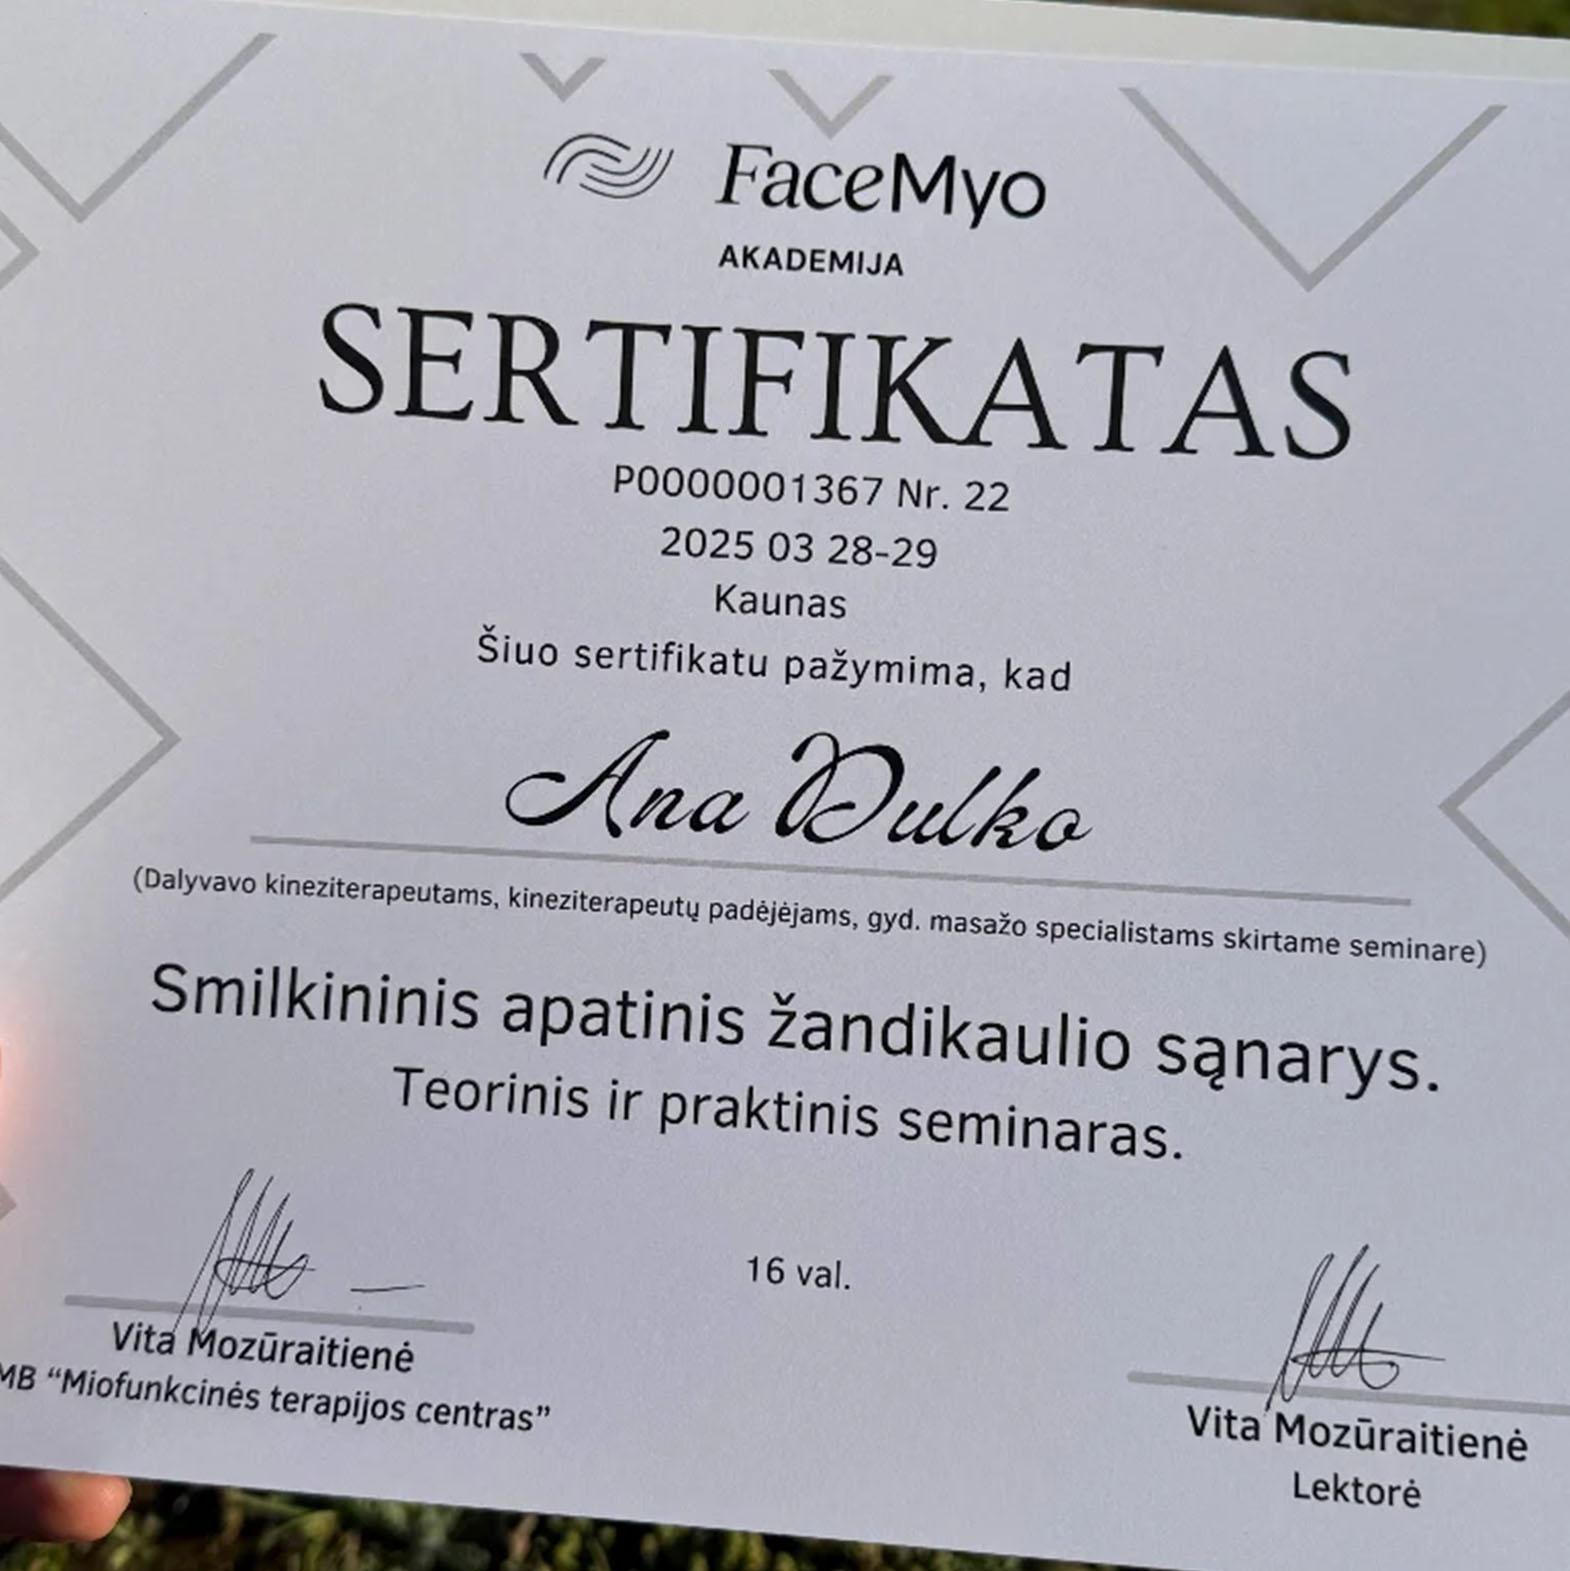 FaceMyo
AKADEMIJA
SERTIFIKATAS
P0000001367 Nr. 22
2025 03 28-29
Kaunas
Šiuo sertifikatu pažymima, kad
Ana Dulko
(Dalyvavo kineziterapeutams, kineziterapeutų padėjėjams, gyd. masažo specialistams skirtame seminare)
Smilkininis apatinis žandikaulio sąnarys.
Teorinis ir praktinis seminaras.
16 val.
Vita Mozūraitienė
MB “Miofunkcinės terapijos centras”
Vita Mozūraitienė
Lektorė